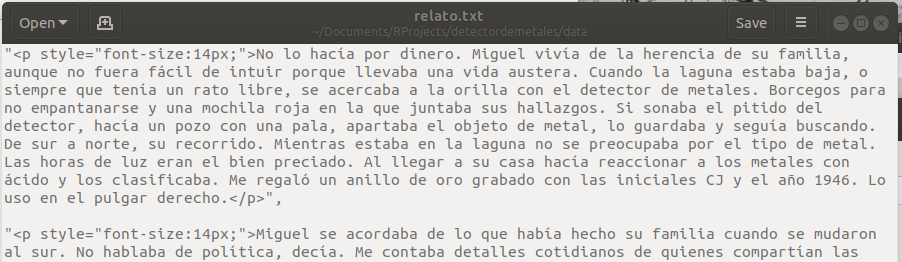 relato.txt
Open
Save
~/Documents/RProjects/detectordemetales/data
"<p style="font-size:14px;">No lo hacía por dinero. Miguel vivía de la herencia de su familia,
aunque no fuera fácil de intuir porque llevaba una vida austera. Cuando la laguna estaba baja, o
siempre que tenía un rato libre, se acercaba a la orilla con el detector de metales. Borcegos para
no empantanarse y una mochila roja en la que juntaba sus hallazgos. Si sonaba el pitido del
detector, hacía un pozo con una pala, apartaba el objeto de metal, lo guardaba y seguía buscando.
De sur a norte, su recorrido. Mientras estaba en la laguna no se preocupaba por el tipo de metal.
Las horas de luz eran el bien preciado. Al llegar a su casa hacía reaccionar a los metales con
ácido y los clasificaba. Me regaló un anillo de oro grabado con las iniciales CJ y el año 1946. Lo
uso en el pulgar derecho.</p>",
"<p style="font-size:14px;">Miguel se acordaba de lo que había hecho su familia cuando se mudaron
al sur. No hablaba de política, decía. Me contaba detalles cotidianos de quienes compartían las